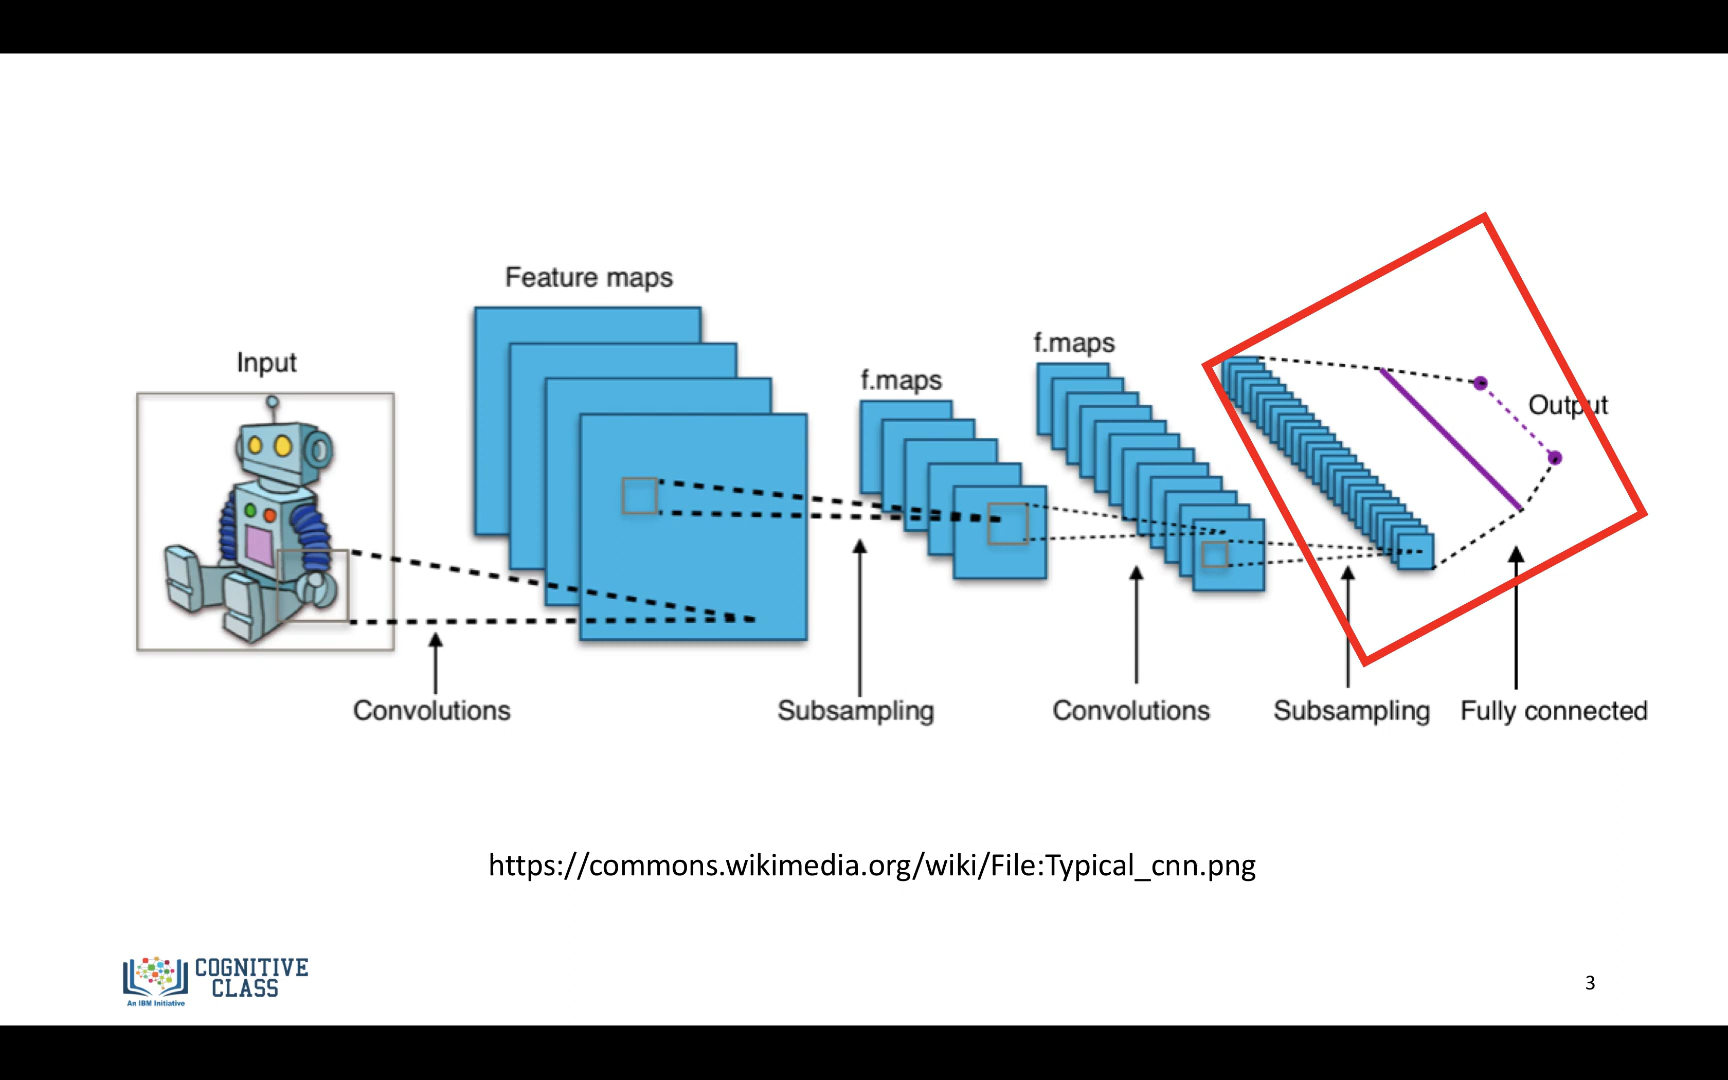 Feature maps
Input
f.maps
f.maps
Output
Convolutions
Subsampling
Convolutions
Subsampling
Fully connected
https://commons.wikimedia.org/wiki/File:Typical_cnn.png
COGNITIVE
CLASS
An IBM Initiative
3